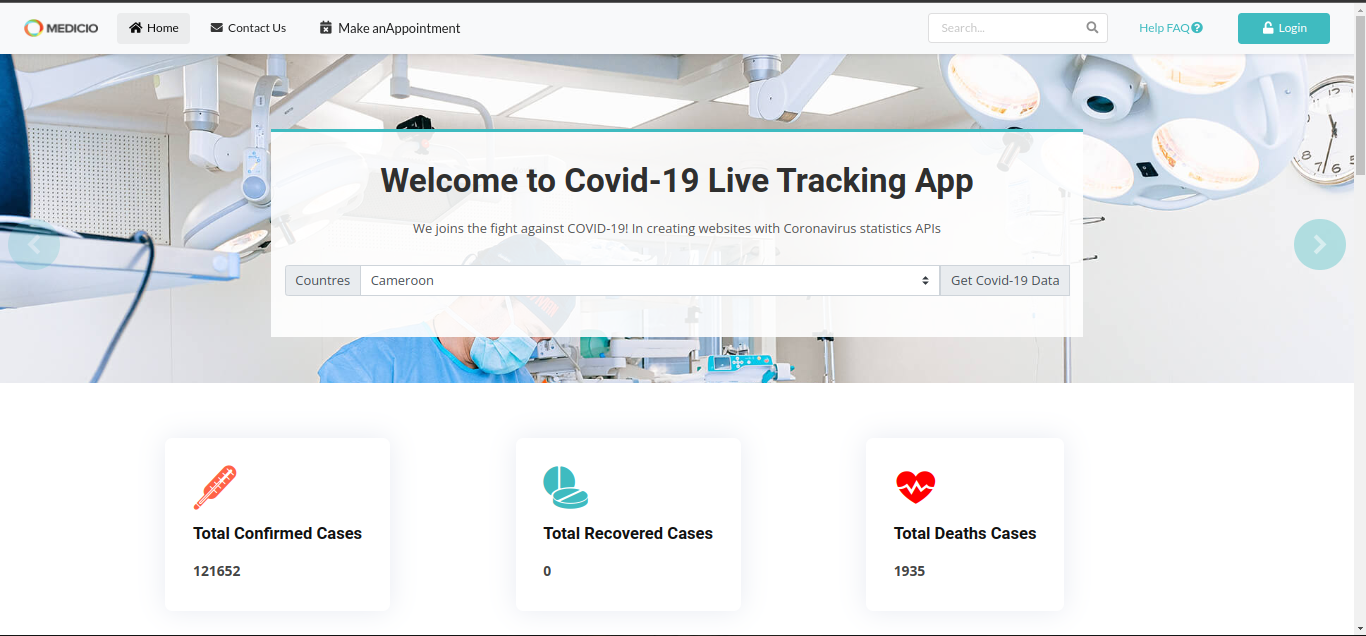 MEDICIO Home Contact Us Make anAppointment Search... Help FAQ Login
Welcome to Covid-19 Live Tracking App
We joins the fight against COVID-19! In creating websites with Coronavirus statistics APIs
Countres Cameroon Get Covid-19 Data
Total Confirmed Cases Total Recovered Cases Total Deaths Cases
121652 0 1935